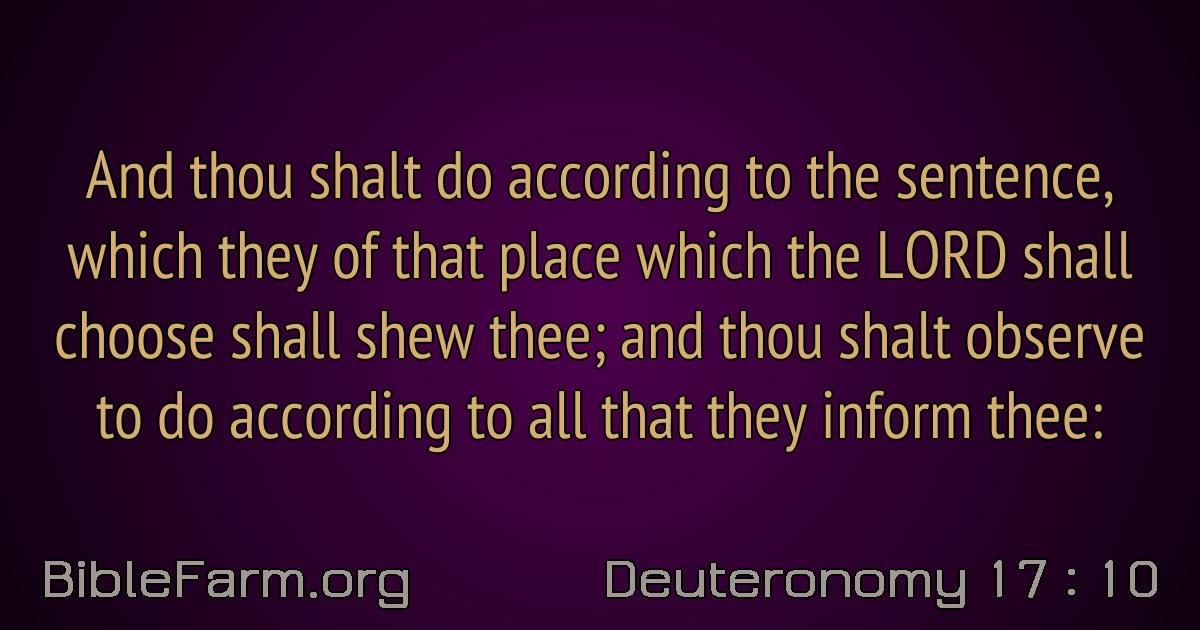 And thou shalt do according to the sentence,
which they of that place which the LORD shall
choose shall shew thee; and thou shalt observe
to do according to all that they inform thee:
BibleFarm.org
Deuteronomy 17 : 10